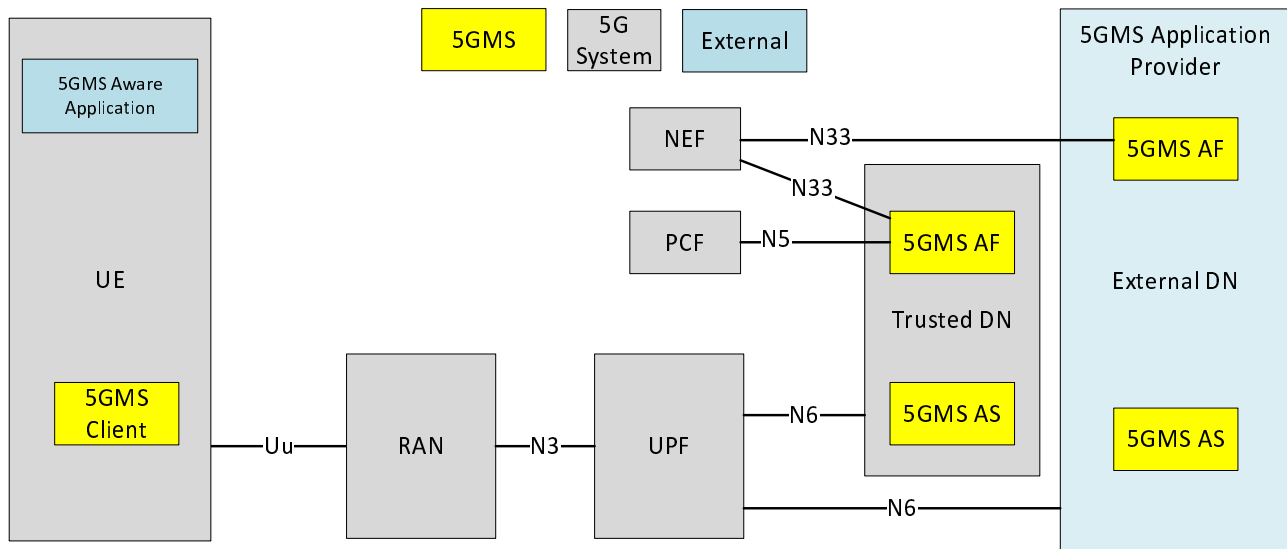 5GMS
5G
System
External
5GMS Application
Provider
5GMS Aware
Application
NEF
N33
5GMS AF
N33
PCF
N5
5GMS AF
UE
External DN
Trusted DN
5GMS
Client
5GMS AS
N6
5GMS AS
Uu
RAN
N3
UPF
N6